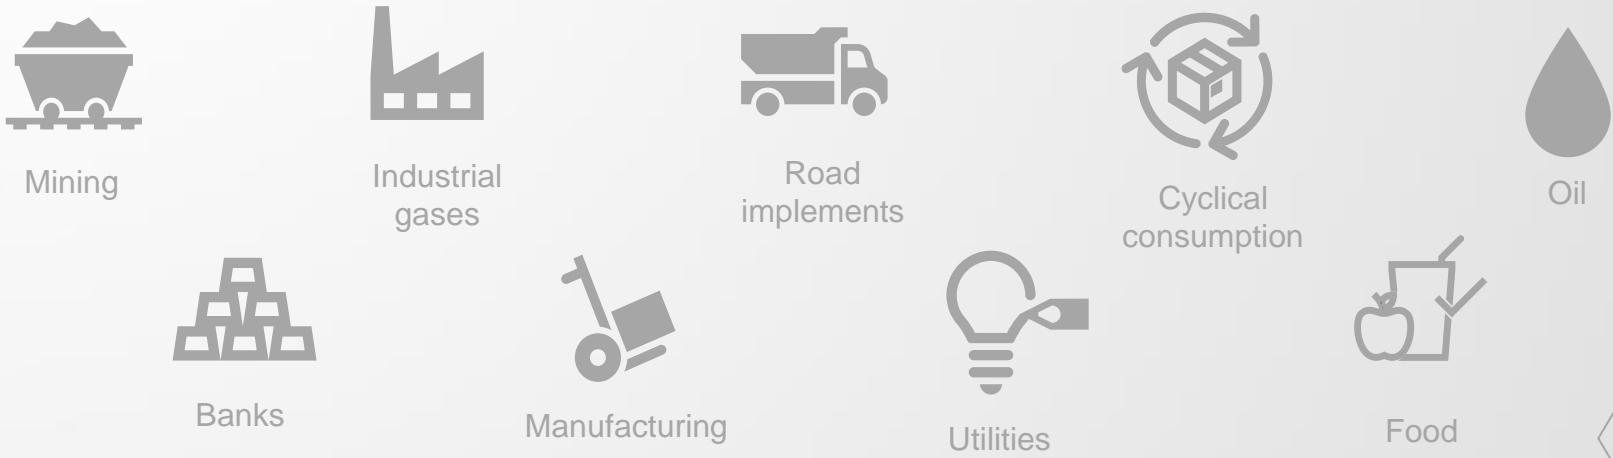 Mining
Industrial
gases
Road
implements
Cyclical
consumption
Oil
Banks
Manufacturing
Utilities
Food